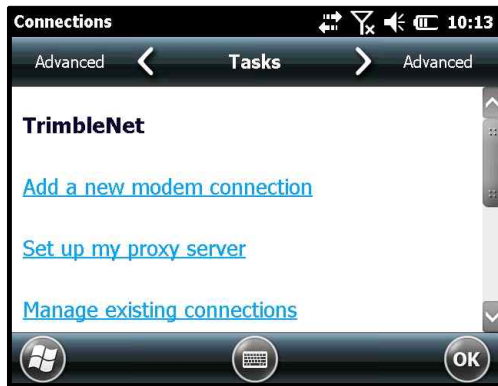 Connections 10:13
Advanced Tasks Advanced
TrimbleNet
Add a new modem connection
Set up my proxy server
Manage existing connections
OK